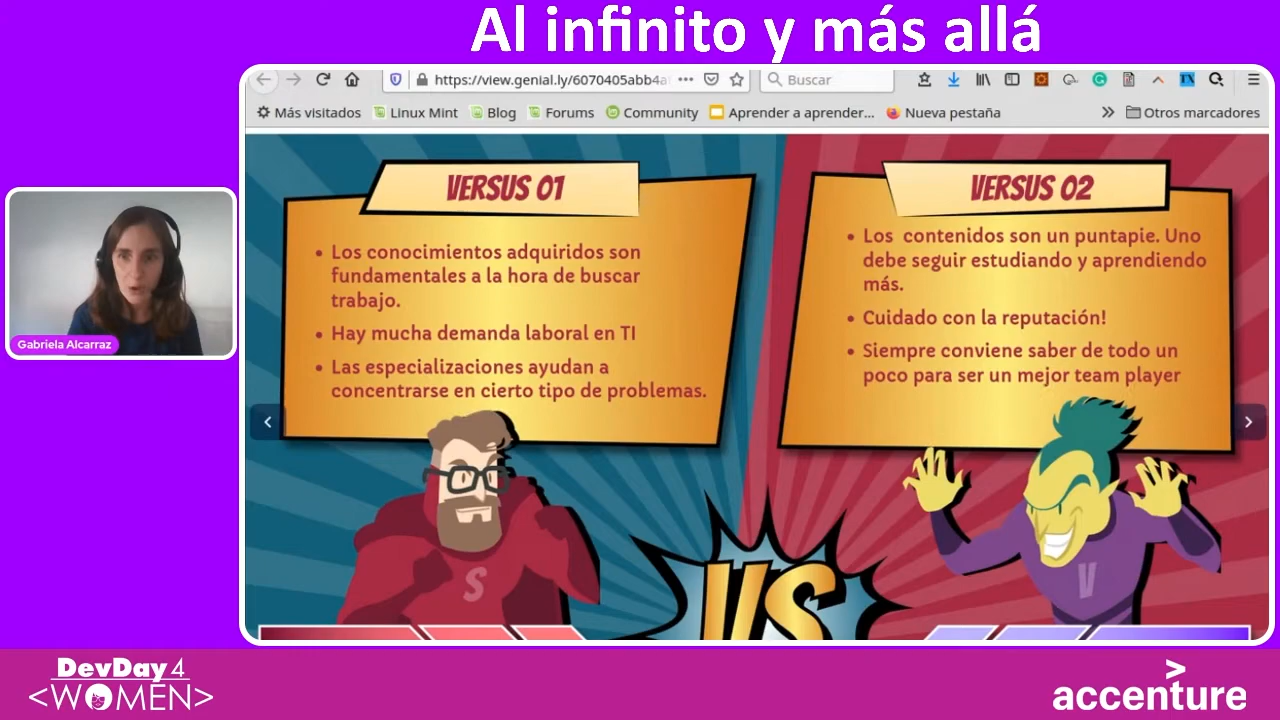 Al infinito y más allá
https://view.genial.ly/6070405abb4a
Buscar
Más visitados
Linux Mint
Blog
Forums
Community
Aprender a aprender...
Nueva pestaña
Otros marcadores
VERSUS 01
• Los conocimientos adquiridos son
fundamentales a la hora de buscar
trabajo.
• Hay mucha demanda laboral en TI
• Las especializaciones ayudan a
concentrarse en cierto tipo de problemas.
VERSUS 02
• Los contenidos son un puntapie. Uno
debe seguir estudiando y aprendiendo
más.
• Cuidado con la reputación!
• Siempre conviene saber de todo un
poco para ser un mejor team player
S
V
VS
Gabriela Alcarraz
DevDay4
<WOMEN>
accenture